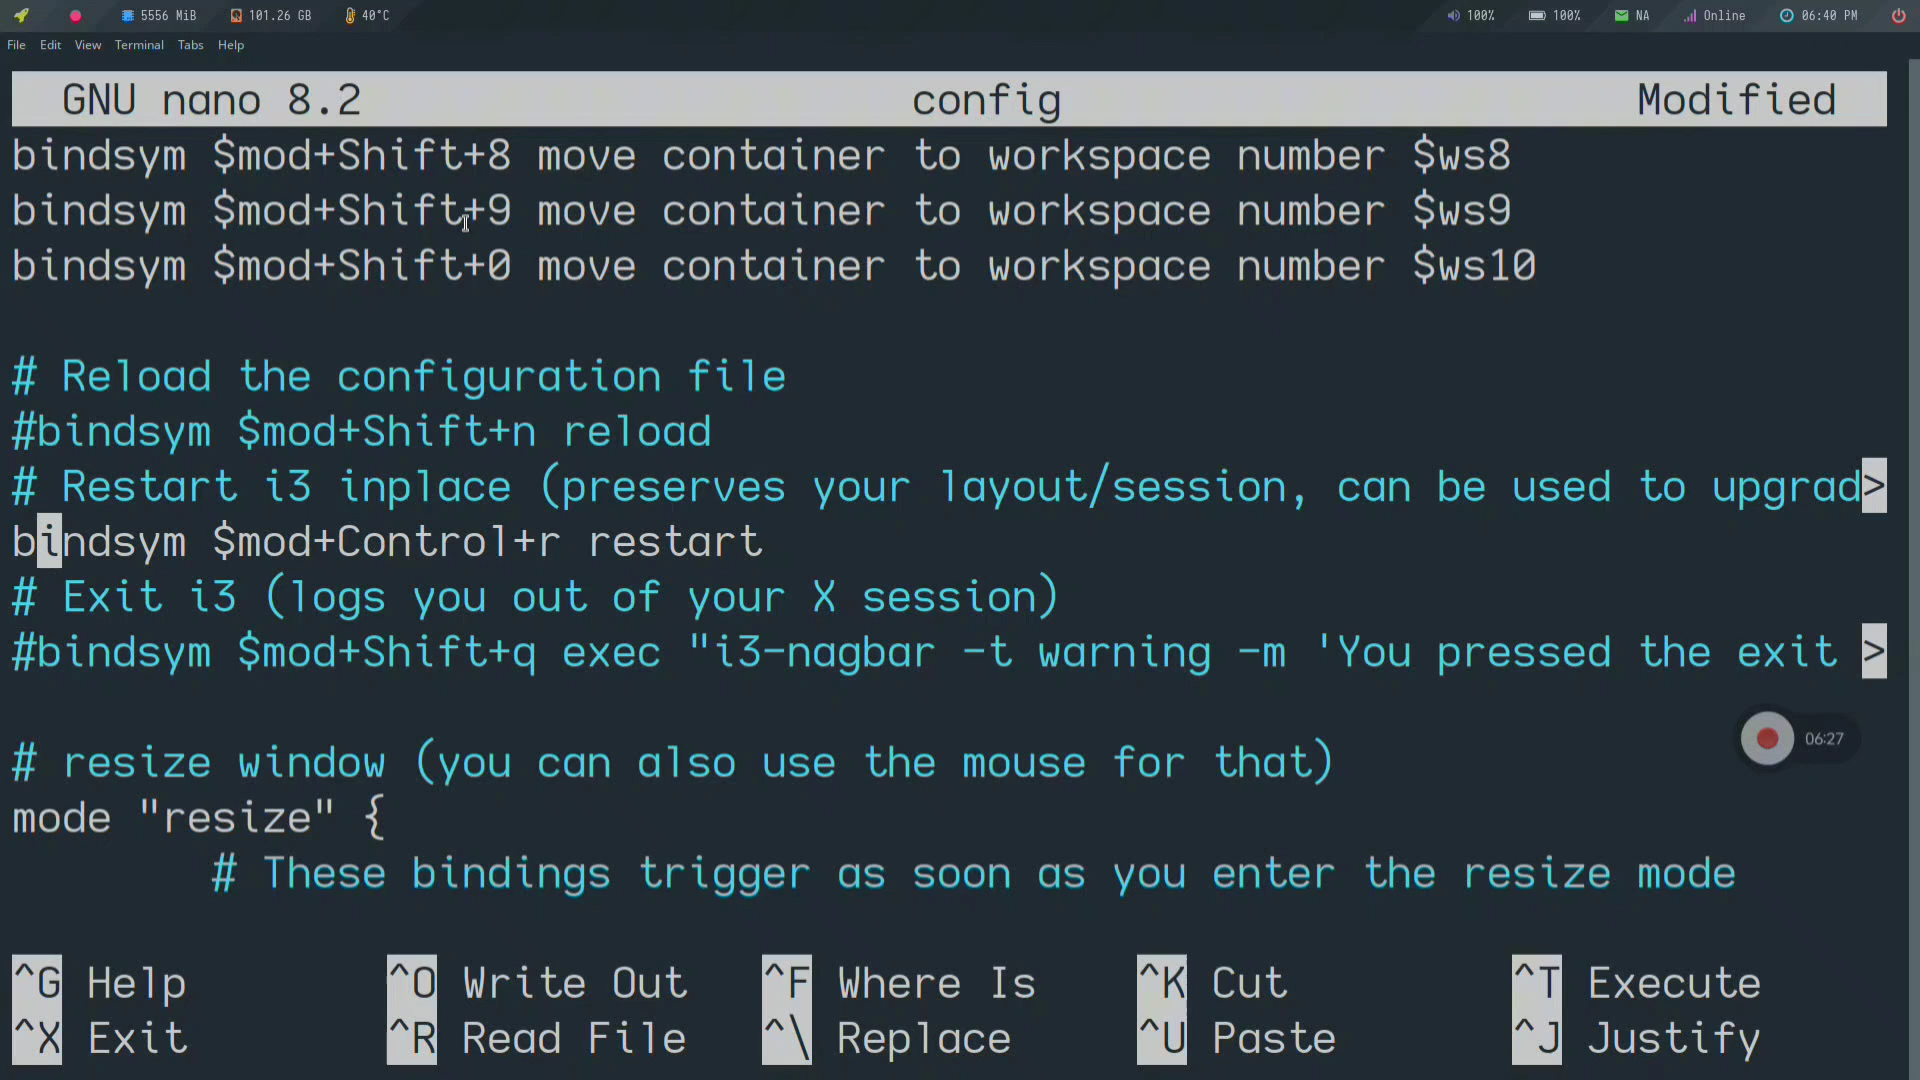 5556 MiB 101.26 GB 40°C 100% 100% NA Online 06:40 PM
File Edit View Terminal Tabs Help
GNU nano 8.2 config Modified
bindsym $mod+Shift+8 move container to workspace number $ws8
bindsym $mod+Shift+9 move container to workspace number $ws9
bindsym $mod+Shift+0 move container to workspace number $ws10
# Reload the configuration file
#bindsym $mod+Shift+n reload
# Restart i3 inplace (preserves your layout/session, can be used to upgrad>
bindsym $mod+Control+r restart
# Exit i3 (logs you out of your X session)
#bindsym $mod+Shift+q exec "i3-nagbar -t warning -m 'You pressed the exit >
06:27
# resize window (you can also use the mouse for that)
mode "resize" {
# These bindings trigger as soon as you enter the resize mode
^G Help ^O Write Out ^F Where Is ^K Cut ^T Execute
^X Exit ^R Read File ^\ Replace ^U Paste ^J Justify